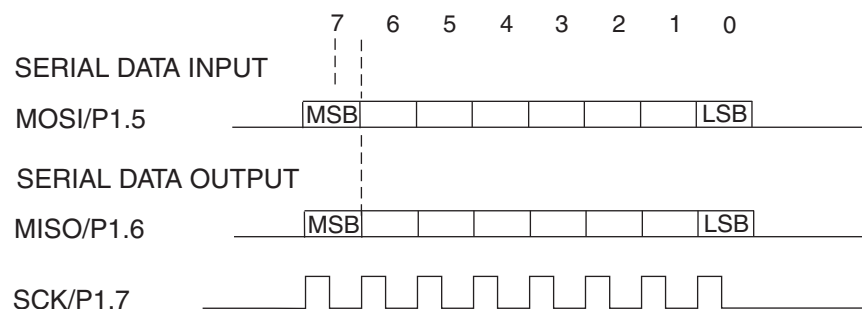 7 6 5 4 3 2 1 0
SERIAL DATA INPUT
MOSI/P1.5 MSB LSB
SERIAL DATA OUTPUT
MISO/P1.6 MSB LSB
SCK/P1.7